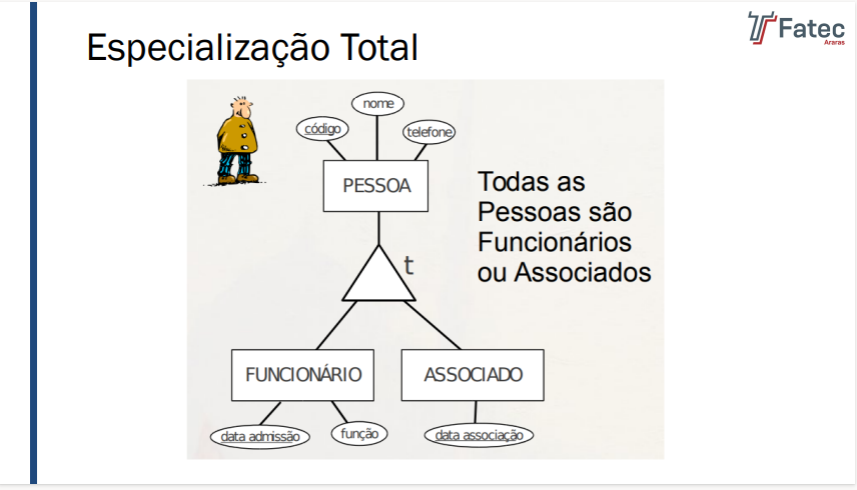 Especialização Total
Fatec
Araras
nome
código
telefone
PESSOA
Todas as
Pessoas são
Funcionários
ou Associados
t
FUNCIONÁRIO
ASSOCIADO
data admissão
função
data associação